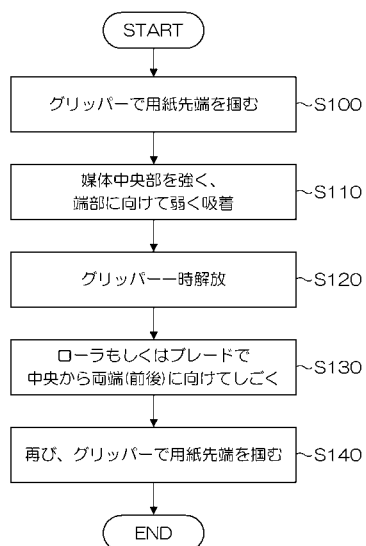 START
グリッパーで用紙先端を掴む
S100
媒体中央部を強く、
端部に向けて弱く吸着
S110
グリッパー一時解放
S120
ローラもしくはブレードで
中央から両端(前後)に向けてしごく
S130
再び、グリッパーで用紙先端を掴む
S140
END